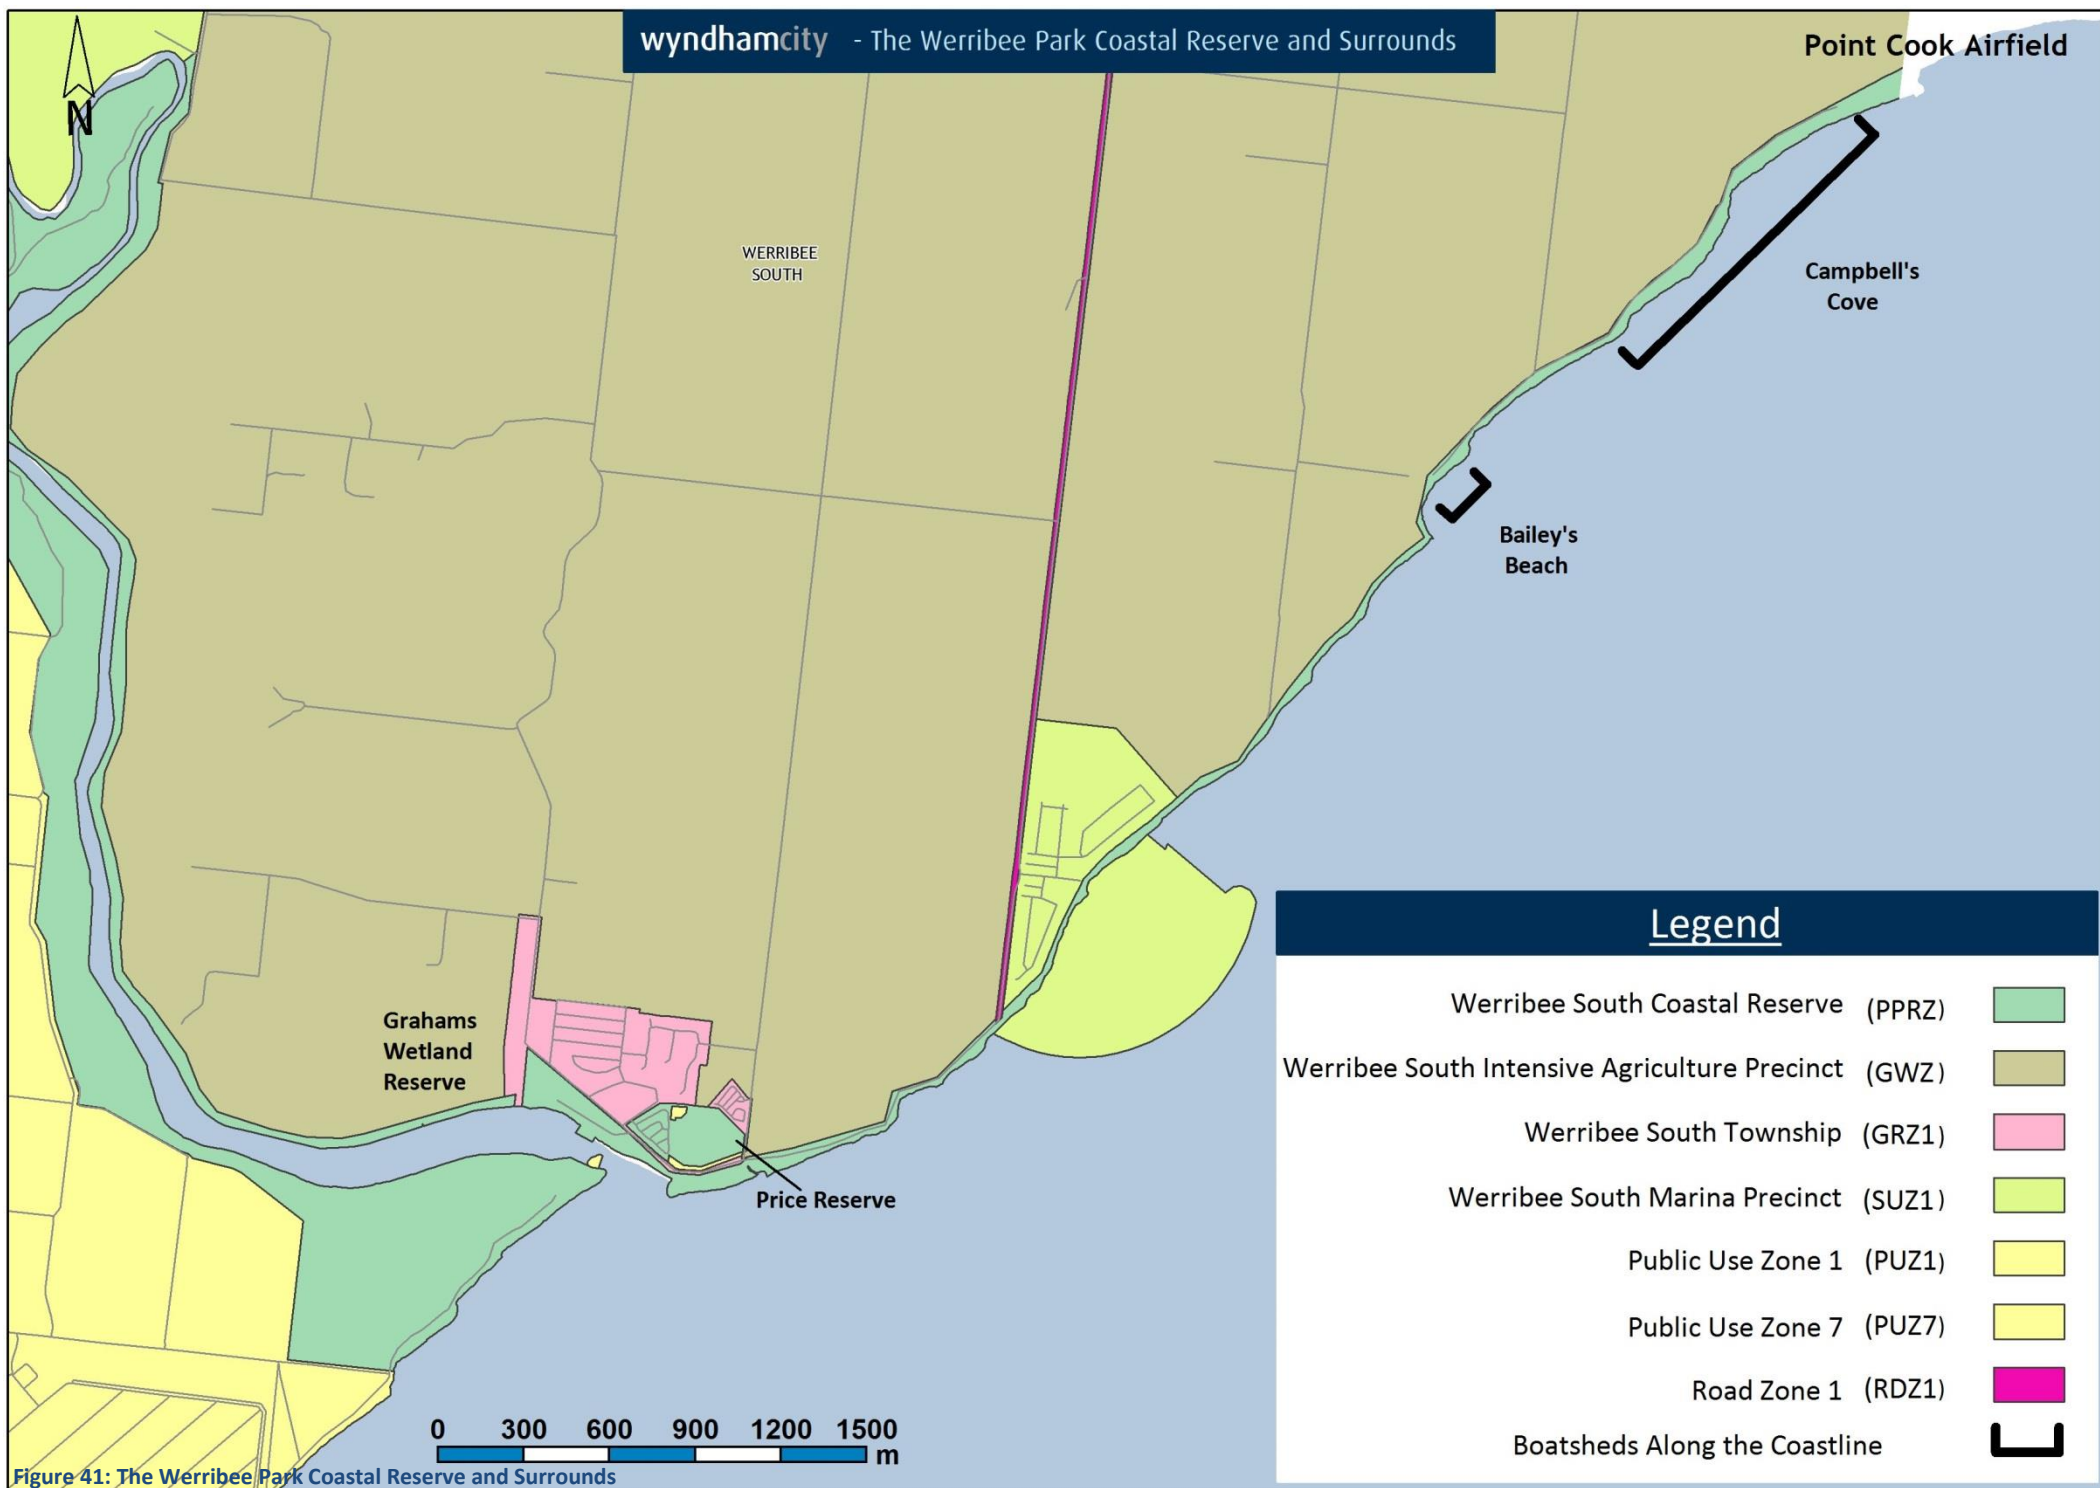 wyndhamcity - The Werribee Park Coastal Reserve and Surrounds
Point Cook Airfield
N
WERRIBEE
SOUTH
Campbell's
Cove
Bailey's
Beach
Grahams
Wetland
Reserve
Price Reserve
Legend
Werribee South Coastal Reserve (PPRZ)
Werribee South Intensive Agriculture Precinct (GWZ)
Werribee South Township (GRZ1)
Werribee South Marina Precinct (SUZ1)
Public Use Zone 1 (PUZ1)
Public Use Zone 7 (PUZ7)
Road Zone 1 (RDZ1)
Boatsheds Along the Coastline
0 300 600 900 1200 1500
m
Figure 41: The Werribee Park Coastal Reserve and Surrounds